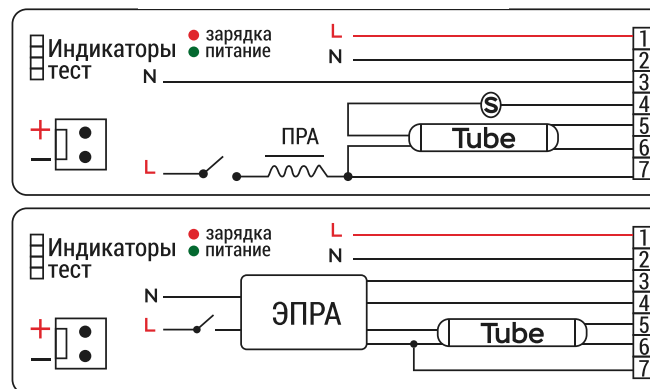 Индикаторы
тест
зарядка
питание
L
N
N
+
−
L
ПРА
S
Tube
1
2
3
4
5
6
7
Индикаторы
тест
зарядка
питание
L
N
N
L
+
−
ЭПРА
Tube
1
2
3
4
5
6
7